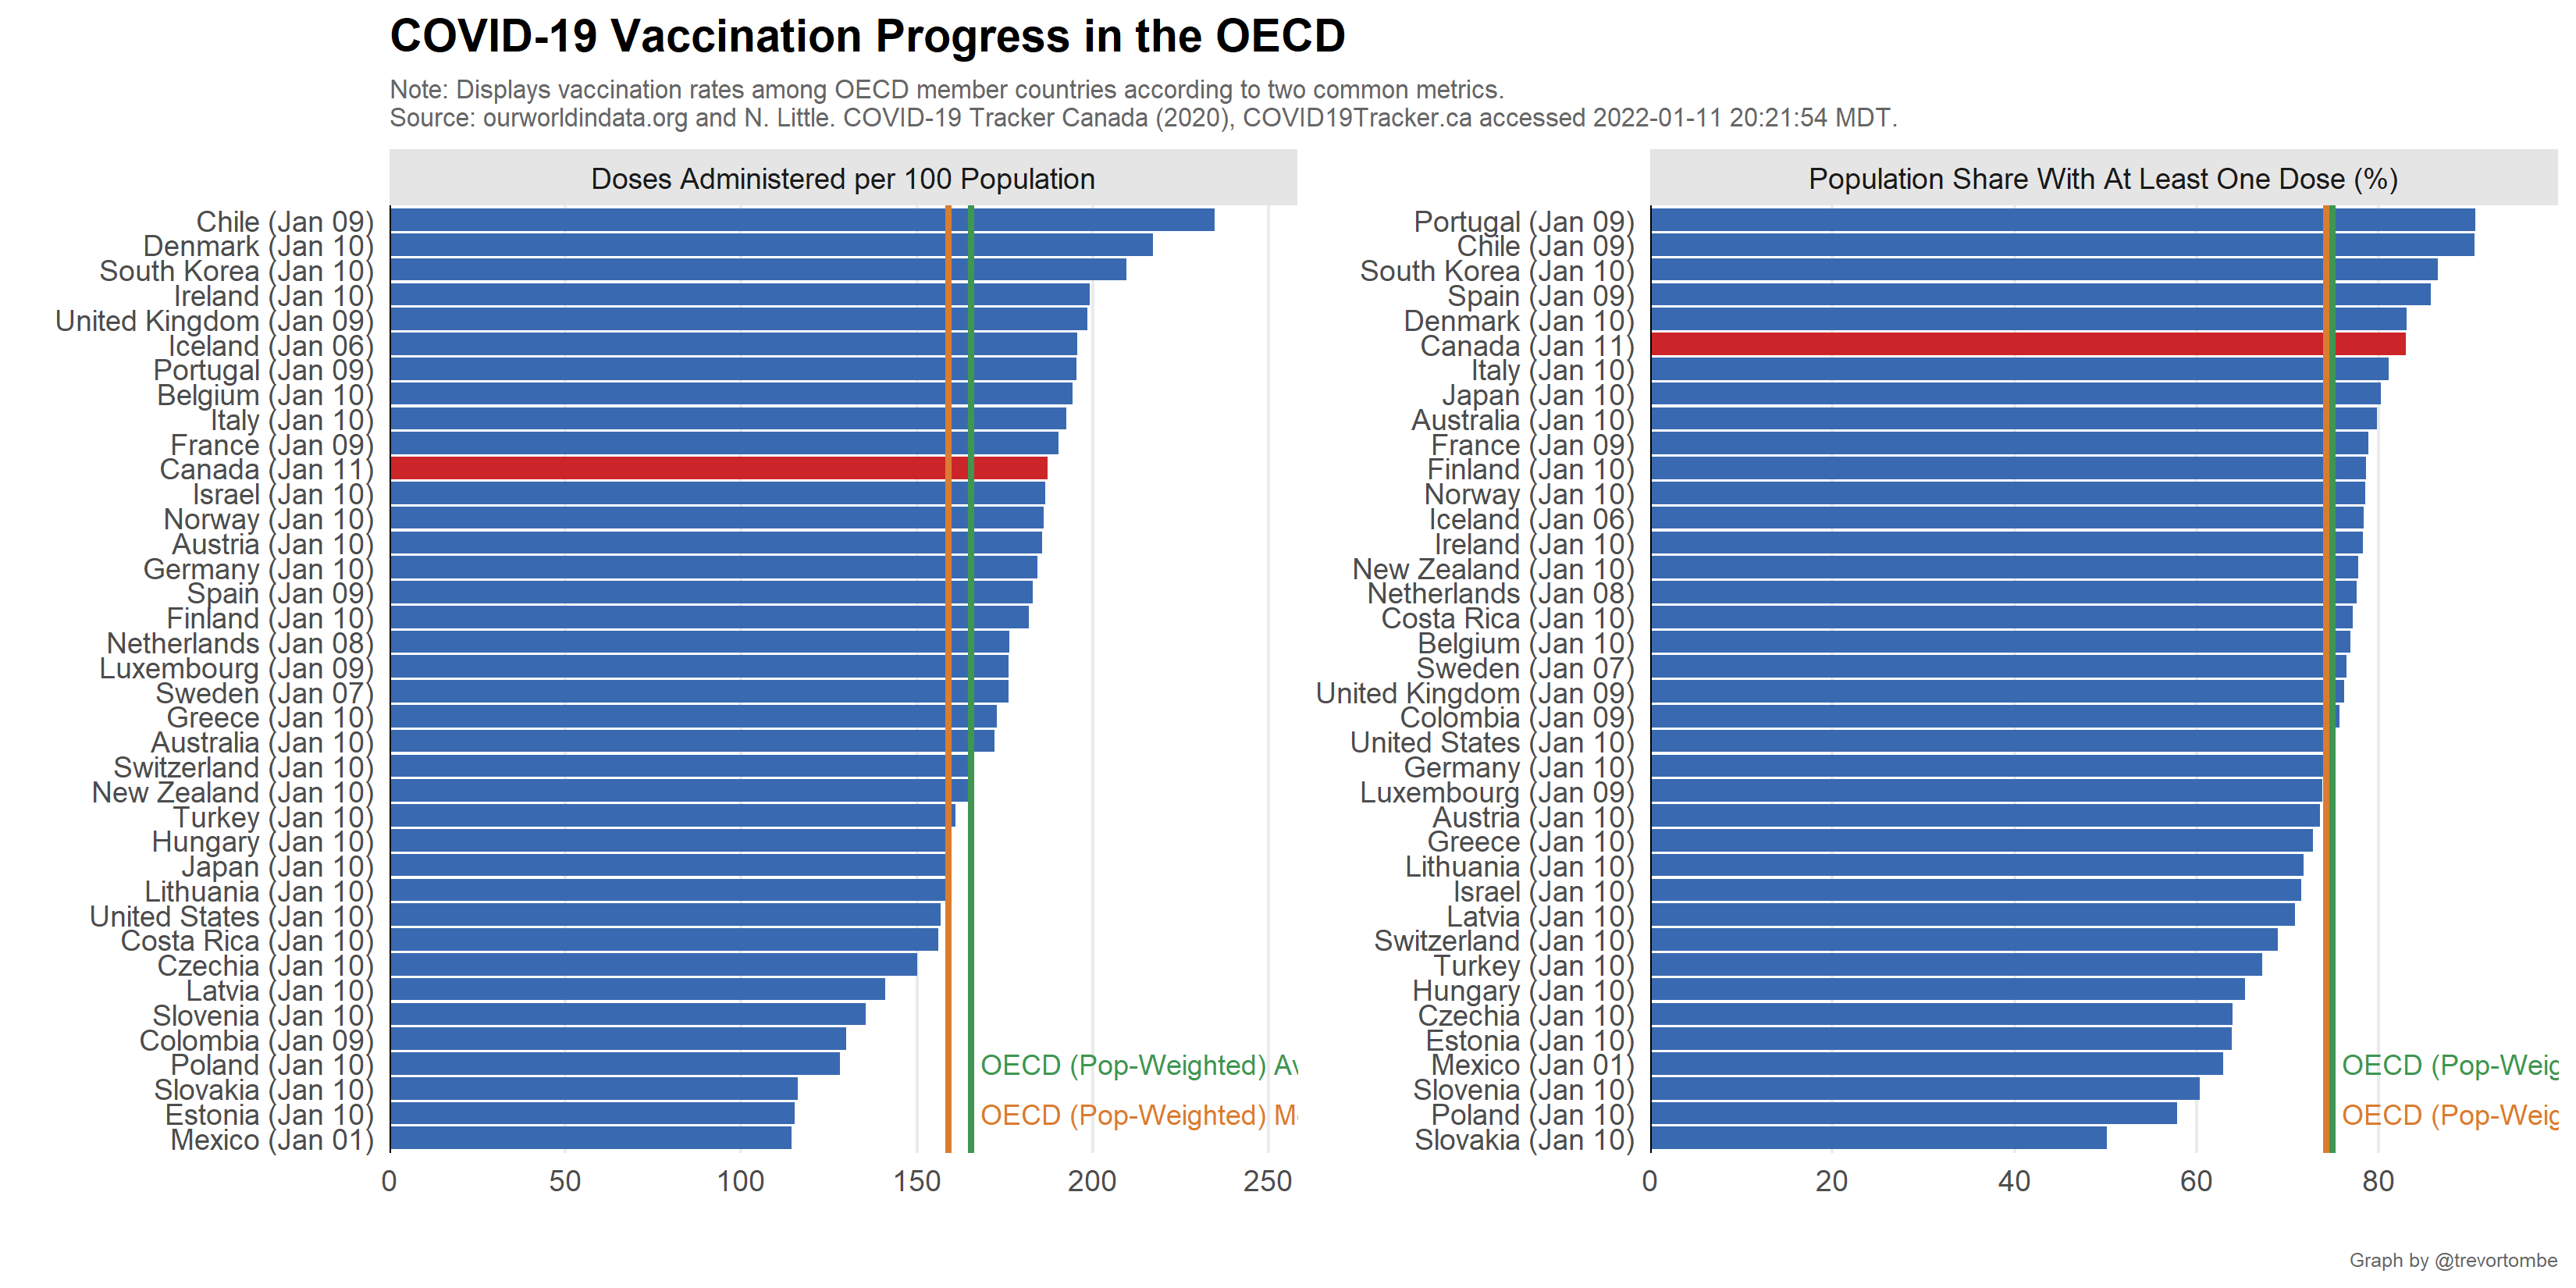 COVID-19 Vaccination Progress in the OECD
Note: Displays vaccination rates among OECD member countries according to two common metrics.
Source: ourworldindata.org and N. Little. COVID-19 Tracker Canada (2020), COVID19Tracker.ca accessed 2022-01-11 20:21:54 MDT.
Doses Administered per 100 Population
Chile (Jan 09)
Denmark (Jan 10)
South Korea (Jan 10)
Ireland (Jan 10)
United Kingdom (Jan 09)
Iceland (Jan 06)
Portugal (Jan 09)
Belgium (Jan 10)
Italy (Jan 10)
France (Jan 09)
Canada (Jan 11)
Israel (Jan 10)
Norway (Jan 10)
Austria (Jan 10)
Germany (Jan 10)
Spain (Jan 09)
Finland (Jan 10)
Netherlands (Jan 08)
Luxembourg (Jan 09)
Sweden (Jan 07)
Greece (Jan 10)
Australia (Jan 10)
Switzerland (Jan 10)
New Zealand (Jan 10)
Turkey (Jan 10)
Hungary (Jan 10)
Japan (Jan 10)
Lithuania (Jan 10)
United States (Jan 10)
Costa Rica (Jan 10)
Czechia (Jan 10)
Latvia (Jan 10)
Slovenia (Jan 10)
Colombia (Jan 09)
Poland (Jan 10)
Slovakia (Jan 10)
Estonia (Jan 10)
Mexico (Jan 01)
OECD (Pop-Weighted) Av
OECD (Pop-Weighted) M
0 50 100 150 200 250
Population Share With At Least One Dose (%)
Portugal (Jan 09)
Chile (Jan 09)
South Korea (Jan 10)
Spain (Jan 09)
Denmark (Jan 10)
Canada (Jan 11)
Italy (Jan 10)
Japan (Jan 10)
Australia (Jan 10)
France (Jan 09)
Finland (Jan 10)
Norway (Jan 10)
Iceland (Jan 06)
Ireland (Jan 10)
New Zealand (Jan 10)
Netherlands (Jan 08)
Costa Rica (Jan 10)
Belgium (Jan 10)
Sweden (Jan 07)
United Kingdom (Jan 09)
Colombia (Jan 09)
United States (Jan 10)
Germany (Jan 10)
Luxembourg (Jan 09)
Austria (Jan 10)
Greece (Jan 10)
Lithuania (Jan 10)
Israel (Jan 10)
Latvia (Jan 10)
Switzerland (Jan 10)
Turkey (Jan 10)
Hungary (Jan 10)
Czechia (Jan 10)
Estonia (Jan 10)
Mexico (Jan 01)
Slovenia (Jan 10)
Poland (Jan 10)
Slovakia (Jan 10)
OECD (Pop-Weig
OECD (Pop-Weig
0 20 40 60 80
Graph by @trevortombe